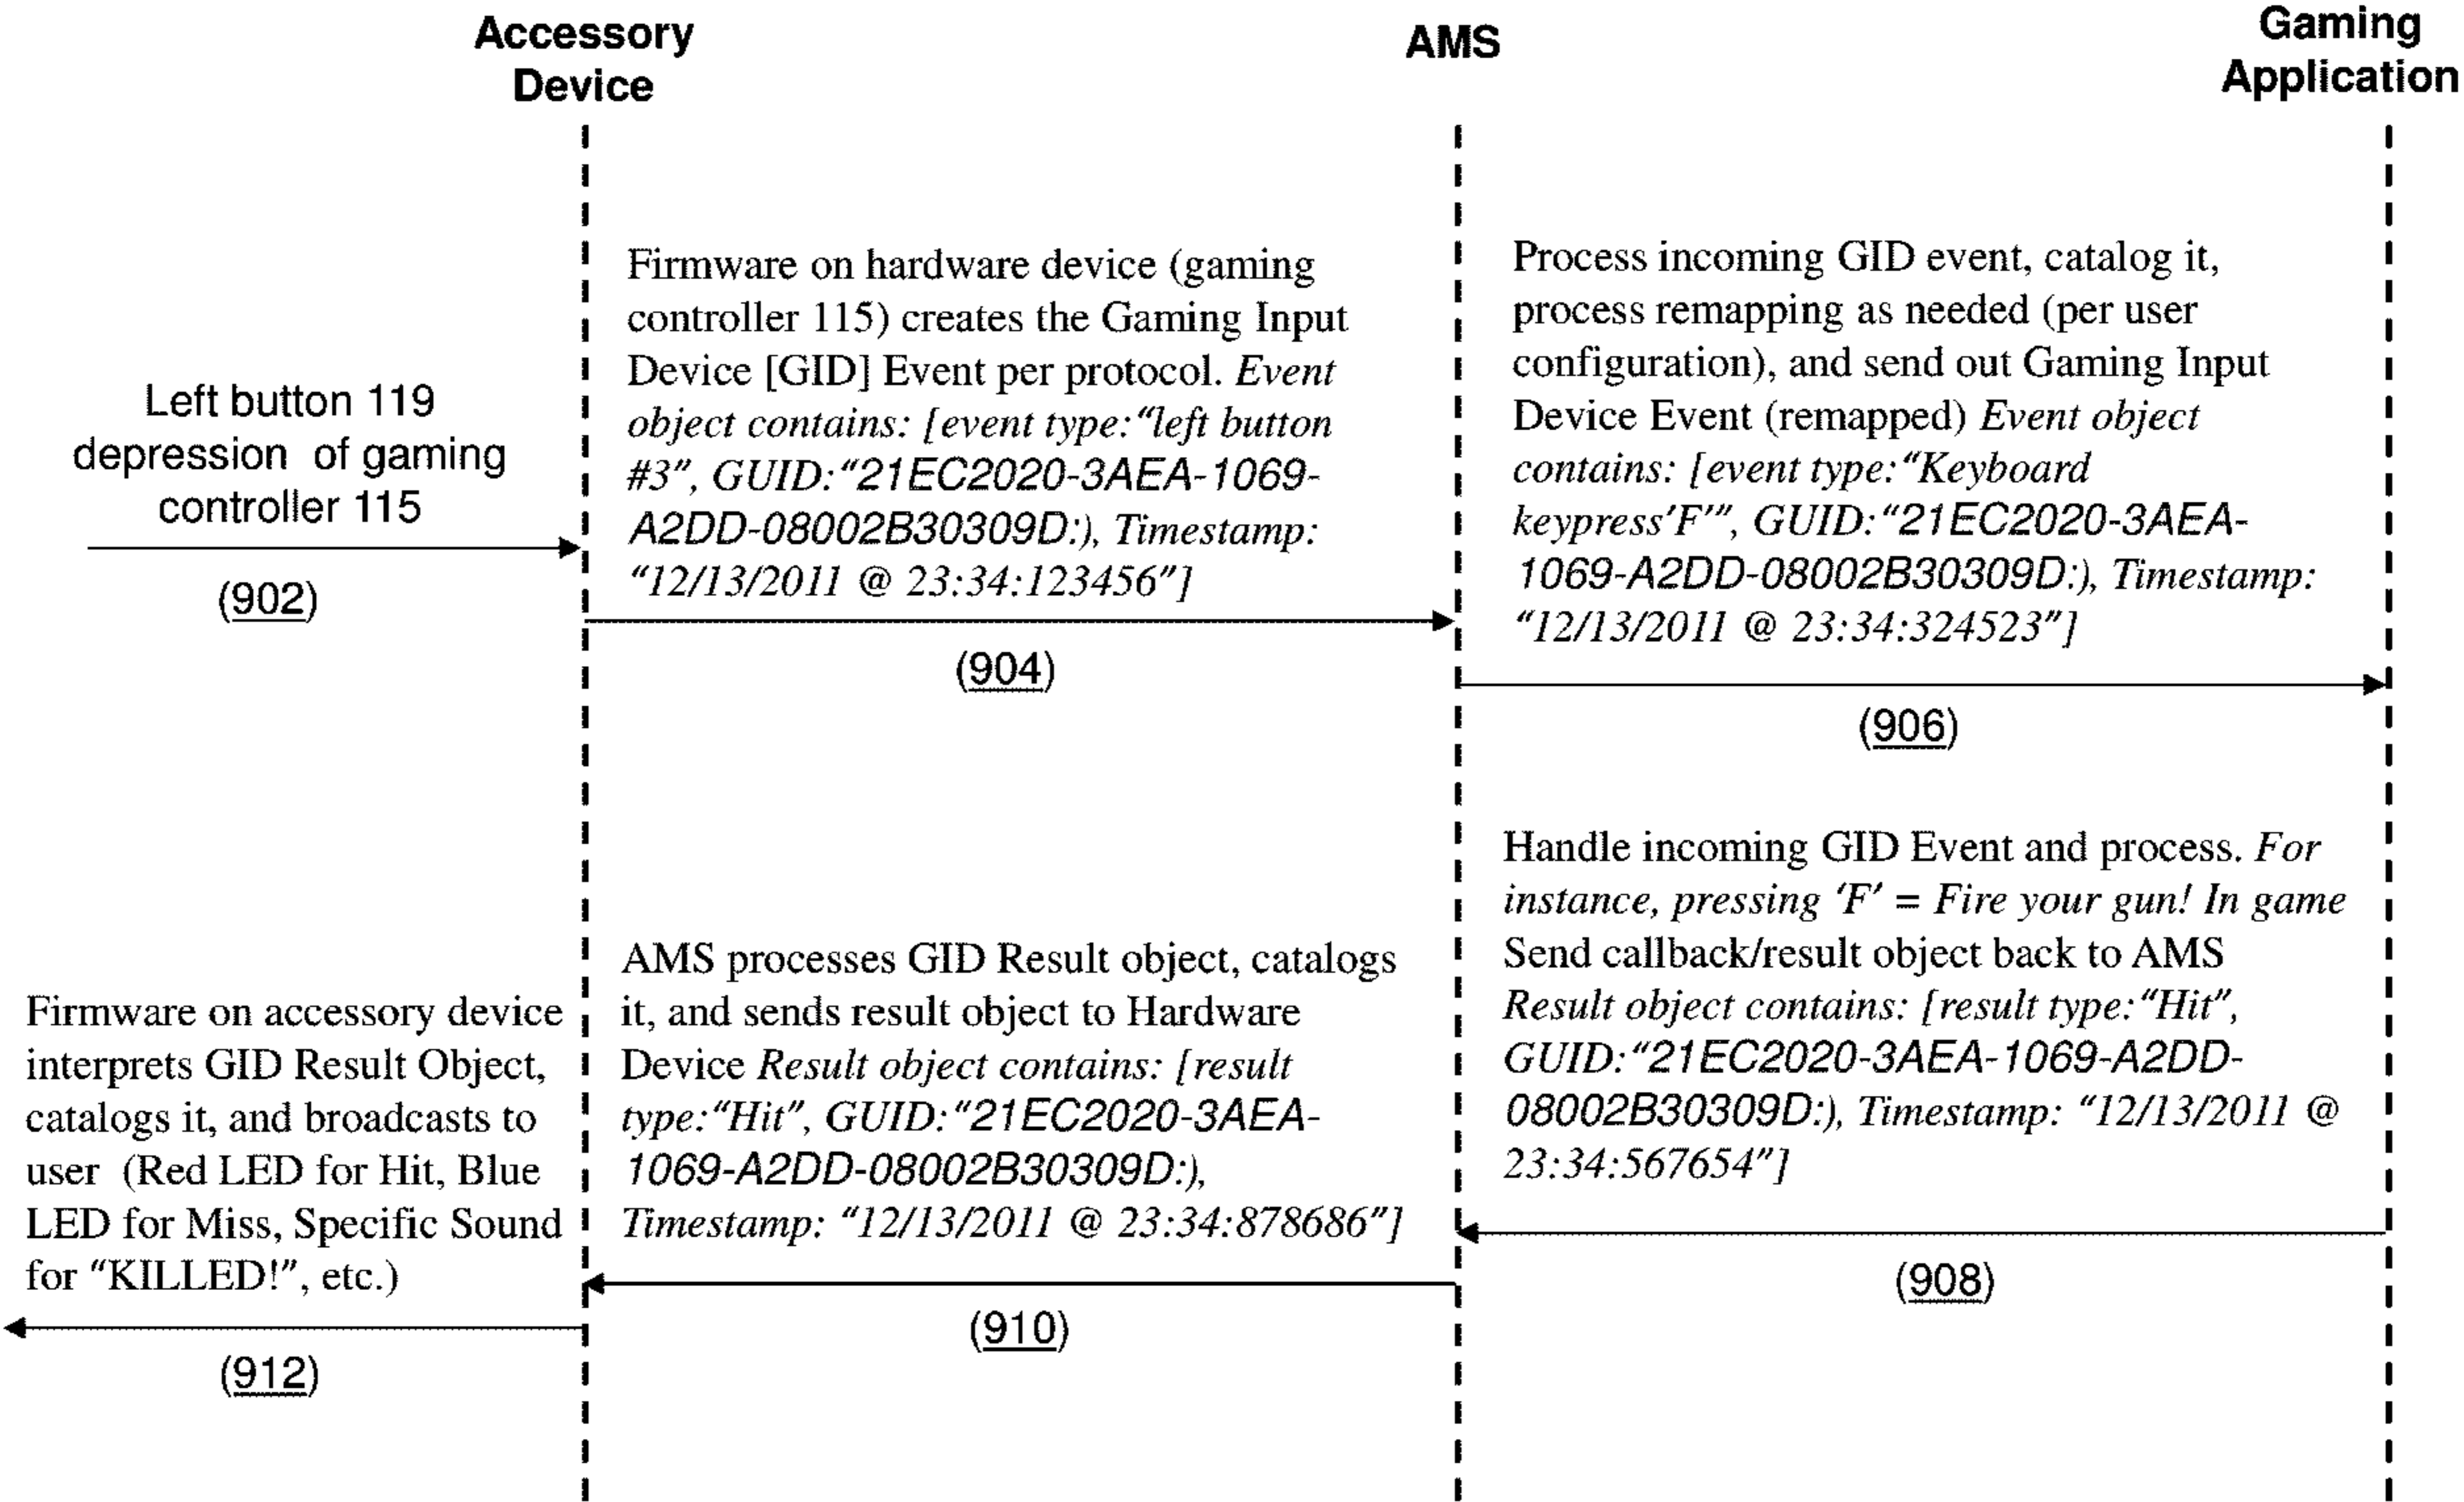 Accessory
Device
AMS
Gaming
Application
Left button 119
depression of gaming
controller 115
(902)
Firmware on hardware device (gaming
controller 115) creates the Gaming Input
Device [GID] Event per protocol. Event
object contains: [event type:“left button
#3”, GUID:“21EC2020-3AEA-1069-
A2DD-08002B30309D:), Timestamp:
“12/13/2011 @ 23:34:123456”]
(904)
Process incoming GID event, catalog it,
process remapping as needed (per user
configuration), and send out Gaming Input
Device Event (remapped) Event object
contains: [event type:“Keyboard
keypress'F'”, GUID:“21EC2020-3AEA-
1069-A2DD-08002B30309D:), Timestamp:
“12/13/2011 @ 23:34:324523”]
(906)
Handle incoming GID Event and process. For
instance, pressing 'F' = Fire your gun! In game
Send callback/result object back to AMS
Result object contains: [result type:“Hit”,
GUID:“21EC2020-3AEA-1069-A2DD-
08002B30309D:), Timestamp: “12/13/2011 @
23:34:567654”]
(908)
AMS processes GID Result object, catalogs
it, and sends result object to Hardware
Device Result object contains: [result
type:“Hit”, GUID:“21EC2020-3AEA-
1069-A2DD-08002B30309D:),
Timestamp: “12/13/2011 @ 23:34:878686”]
(910)
Firmware on accessory device
interprets GID Result Object,
catalogs it, and broadcasts to
user (Red LED for Hit, Blue
LED for Miss, Specific Sound
for “KILLED!”, etc.)
(912)